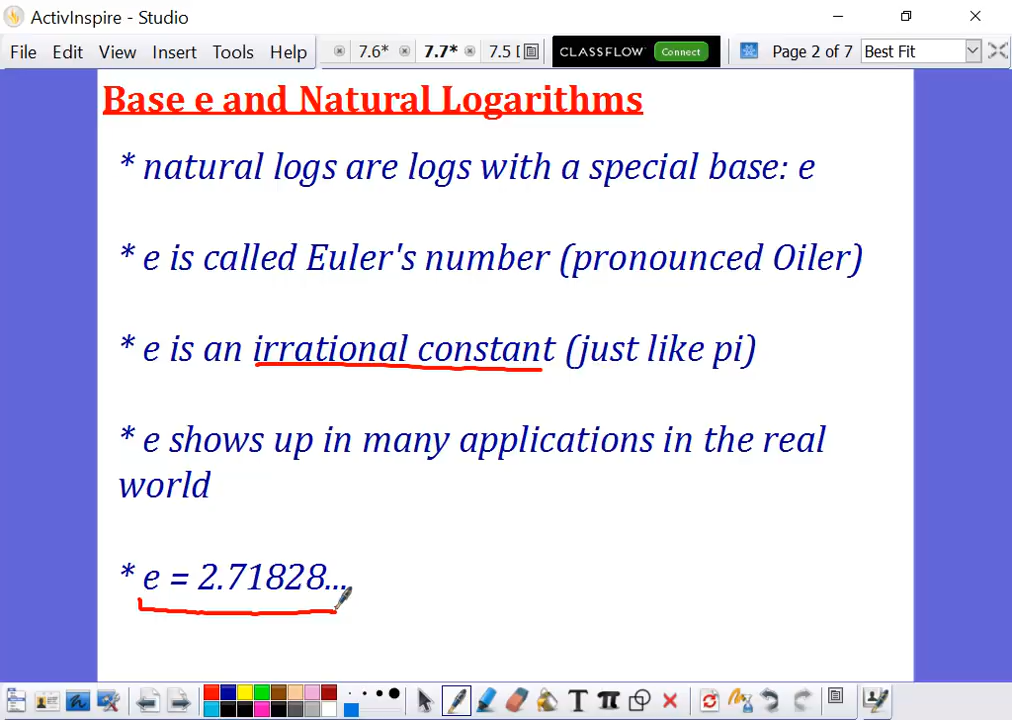 ActivInspire - Studio
File Edit View Insert Tools Help
7.6* 7.7* 7.5 [
CLASSFLOW Connect
Page 2 of 7 Best Fit
Base e and Natural Logarithms
* natural logs are logs with a special base: e
* e is called Euler's number (pronounced Oiler)
* e is an irrational constant (just like pi)
* e shows up in many applications in the real
world
* e = 2.71828...
T π